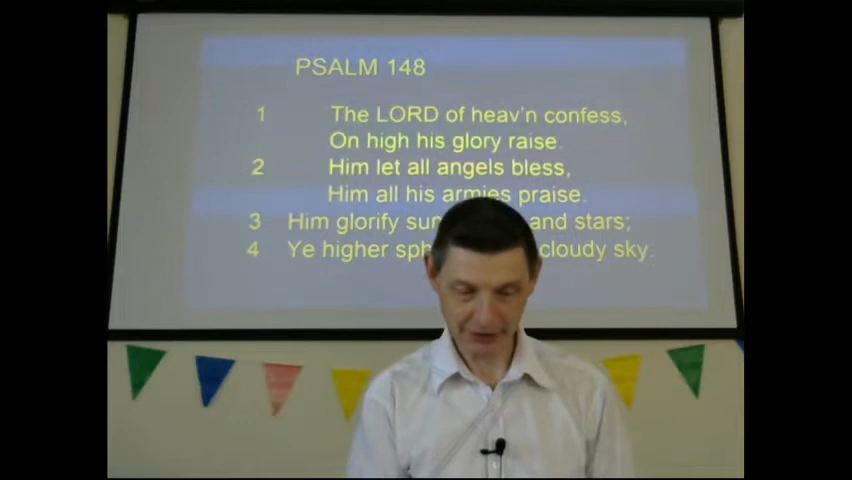 PSALM 148
1 The LORD of heav'n confess,
On high his glory raise.
2 Him let all angels bless,
Him all his armies praise.
3 Him glorify sun and stars;
4 Ye higher cloudy sky.